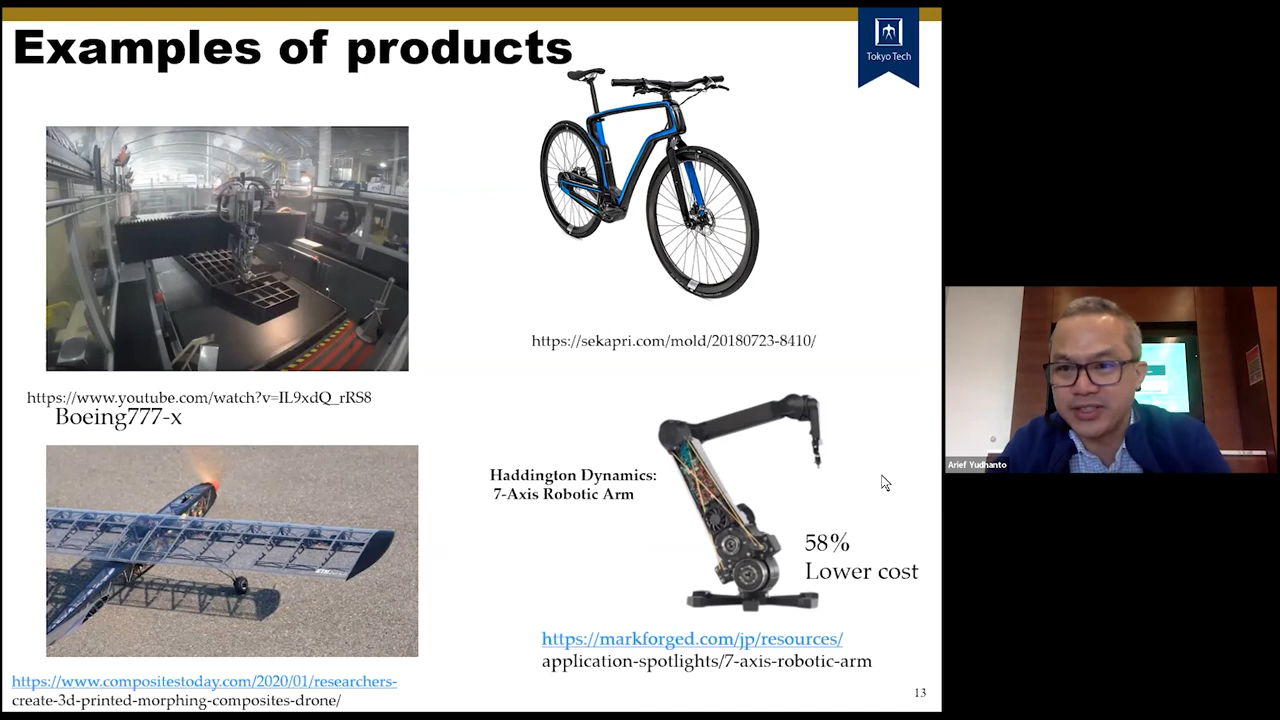 Examples of products
Tokyo Tech
https://sekapri.com/mold/20180723-8410/
https://www.youtube.com/watch?v=IL9xdQ_rRS8
Boeing777-x
Haddington Dynamics:
7-Axis Robotic Arm
58%
Lower cost
https://markforged.com/jp/resources/
application-spotlights/7-axis-robotic-arm
https://www.compositestoday.com/2020/01/researchers-
create-3d-printed-morphing-composites-drone/
13
Arief Yudhanto